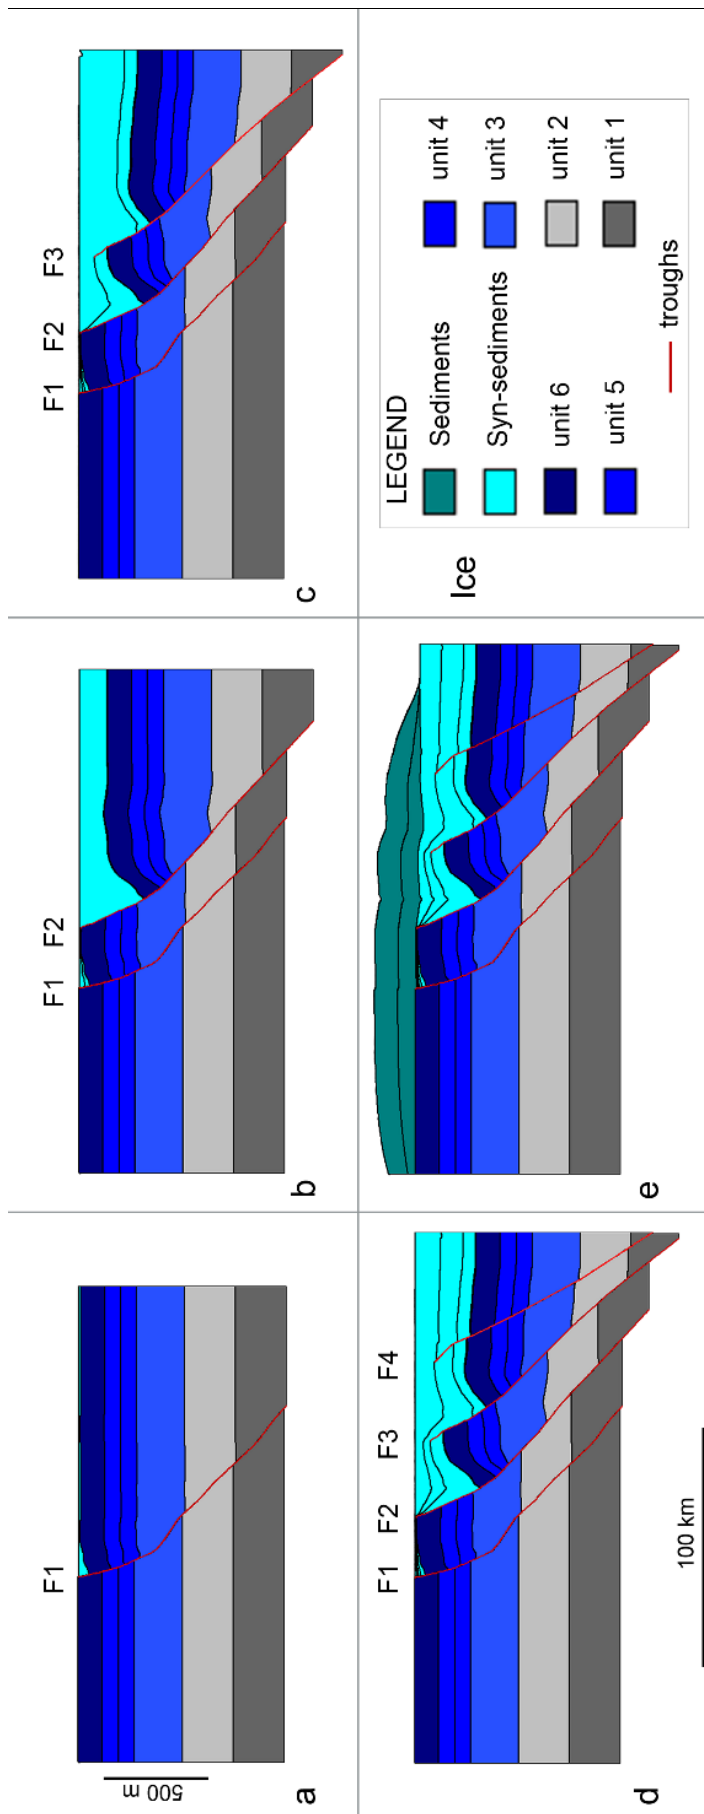 F1
500 m
a
F1 F2
b
F1 F2 F3
c
F1 F2 F3 F4
100 km
d
e
Ice
LEGEND
Sediments unit 4
Syn-sediments unit 3
unit 6 unit 2
unit 5 unit 1
troughs